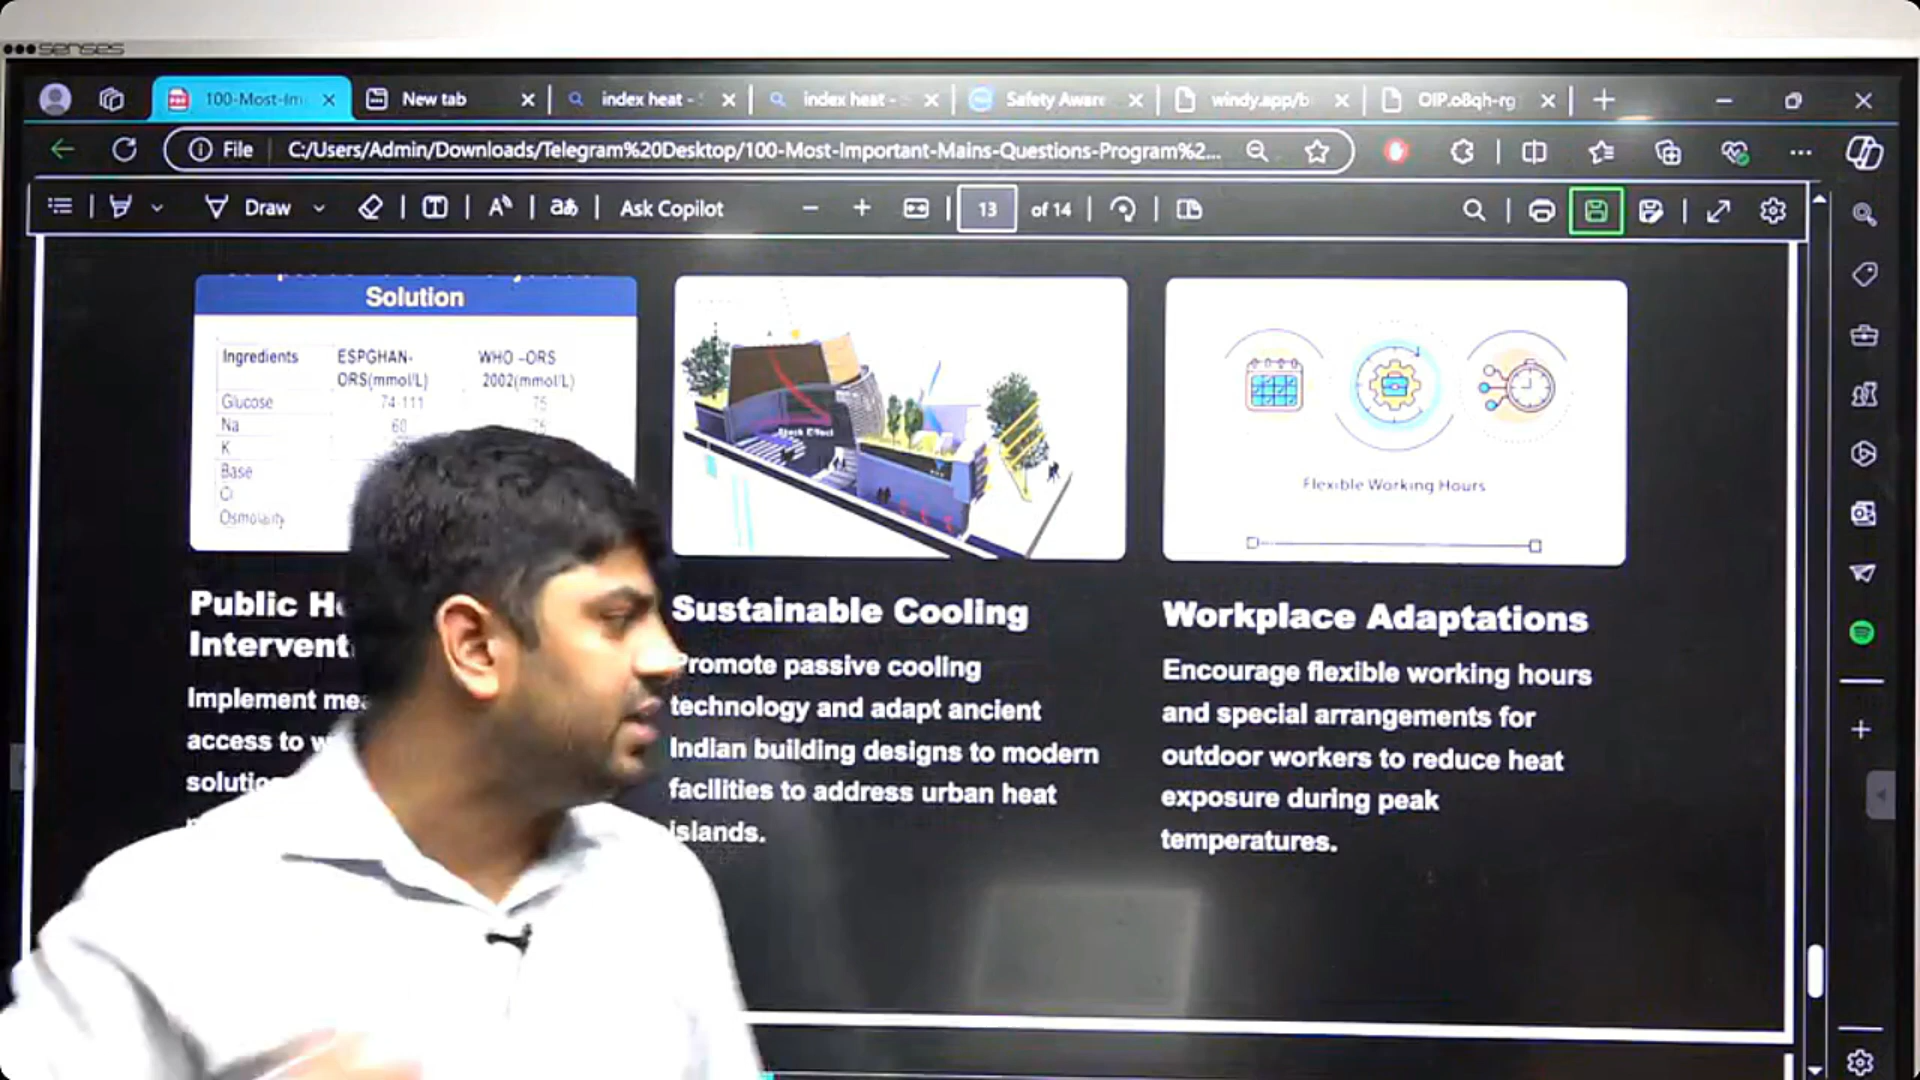 senses
100-Most-Im
New tab
index heat -
index heat -
Safety Aware
windy.app/b
OIP.o8qh-rg
File
C:/Users/Admin/Downloads/Telegram%20Desktop/100-Most-Important-Mains-Questions-Program%2...
Draw
Ask Copilot
13
of 14
Solution
Ingredients
ESPGHAN-
ORS(mmol/L)
WHO -ORS
2002(mmol/L)
Glucose
74-111
75
Na
60
K
Base
Cl
Osmolarity
Stack Effect
Flexible Working Hours
Public
Implement
access to
Sustainable Cooling
Promote passive cooling
technology and adapt ancient
Indian building designs to modern
facilities to address urban heat
islands.
Workplace Adaptations
Encourage flexible working hours
and special arrangements for
outdoor workers to reduce heat
exposure during peak
temperatures.